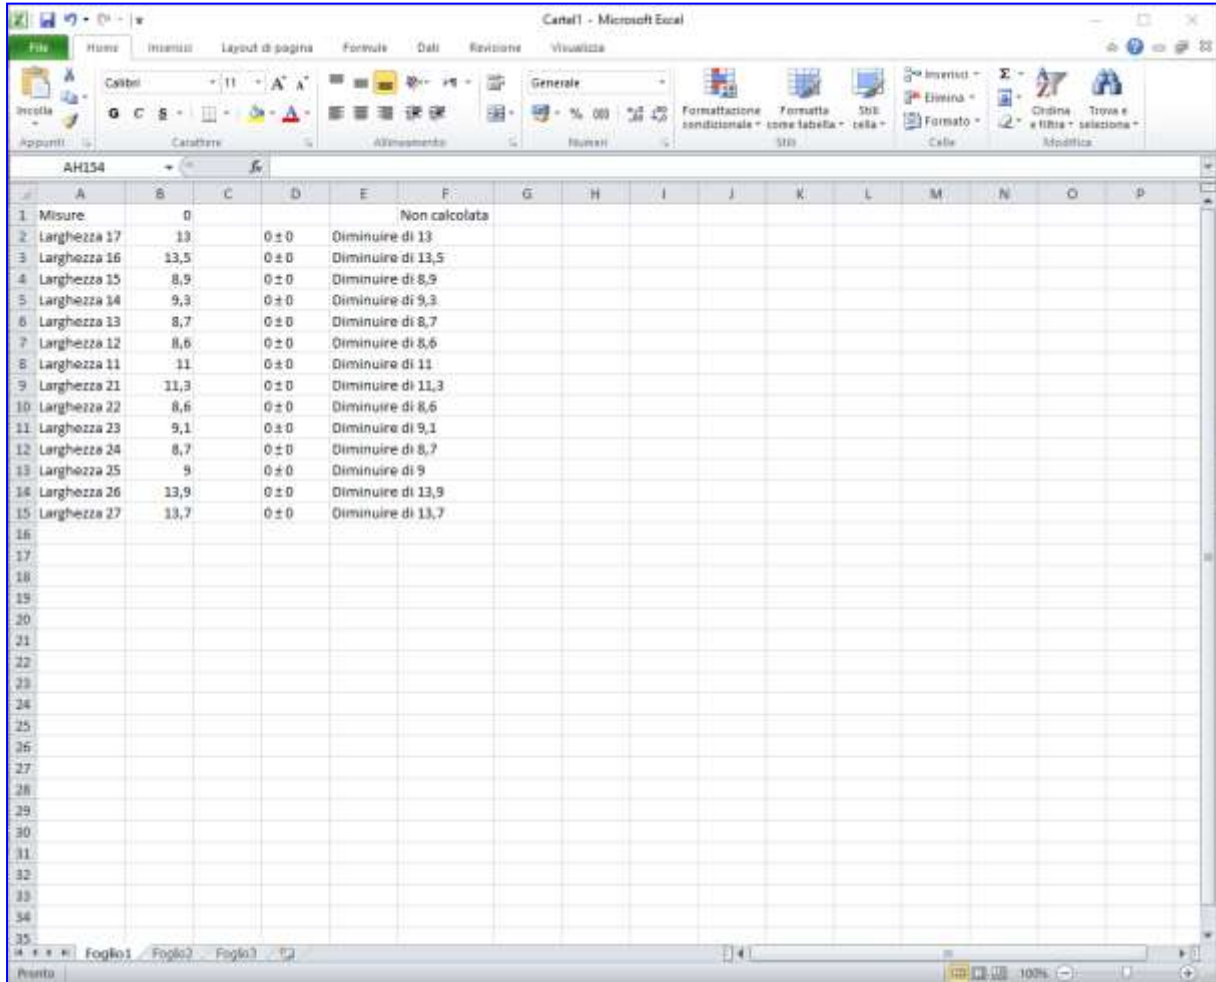 Cartel1 - Microsoft Excel
File Home Inserisci Layout di pagina Formule Dati Revisione Visualizza
Incolla
Calibri 11
G C S
Generale
% 000
Formattazione condizionale
Formatta come tabella
Stili cella
Inserisci
Elimina
Formato
Σ
Ordina e filtra
Trova e seleziona
Appunti Carattere Allineamento Numeri Stili Celle Modifica
AH154 fx
A B C D E F G H I J K L M N O P
1 Misure 0 Non calcolata
2 Larghezza 17 13 0 ± 0 Diminuire di 13
3 Larghezza 16 13,5 0 ± 0 Diminuire di 13,5
4 Larghezza 15 8,9 0 ± 0 Diminuire di 8,9
5 Larghezza 14 9,3 0 ± 0 Diminuire di 9,3
6 Larghezza 13 8,7 0 ± 0 Diminuire di 8,7
7 Larghezza 12 8,6 0 ± 0 Diminuire di 8,6
8 Larghezza 11 11 0 ± 0 Diminuire di 11
9 Larghezza 21 11,3 0 ± 0 Diminuire di 11,3
10 Larghezza 22 8,6 0 ± 0 Diminuire di 8,6
11 Larghezza 23 9,1 0 ± 0 Diminuire di 9,1
12 Larghezza 24 8,7 0 ± 0 Diminuire di 8,7
13 Larghezza 25 9 0 ± 0 Diminuire di 9
14 Larghezza 26 13,9 0 ± 0 Diminuire di 13,9
15 Larghezza 27 13,7 0 ± 0 Diminuire di 13,7
16
17
18
19
20
21
22
23
24
25
26
27
28
29
30
31
32
33
34
35
Foglio1 Foglio2 Foglio3
Pronto 100%